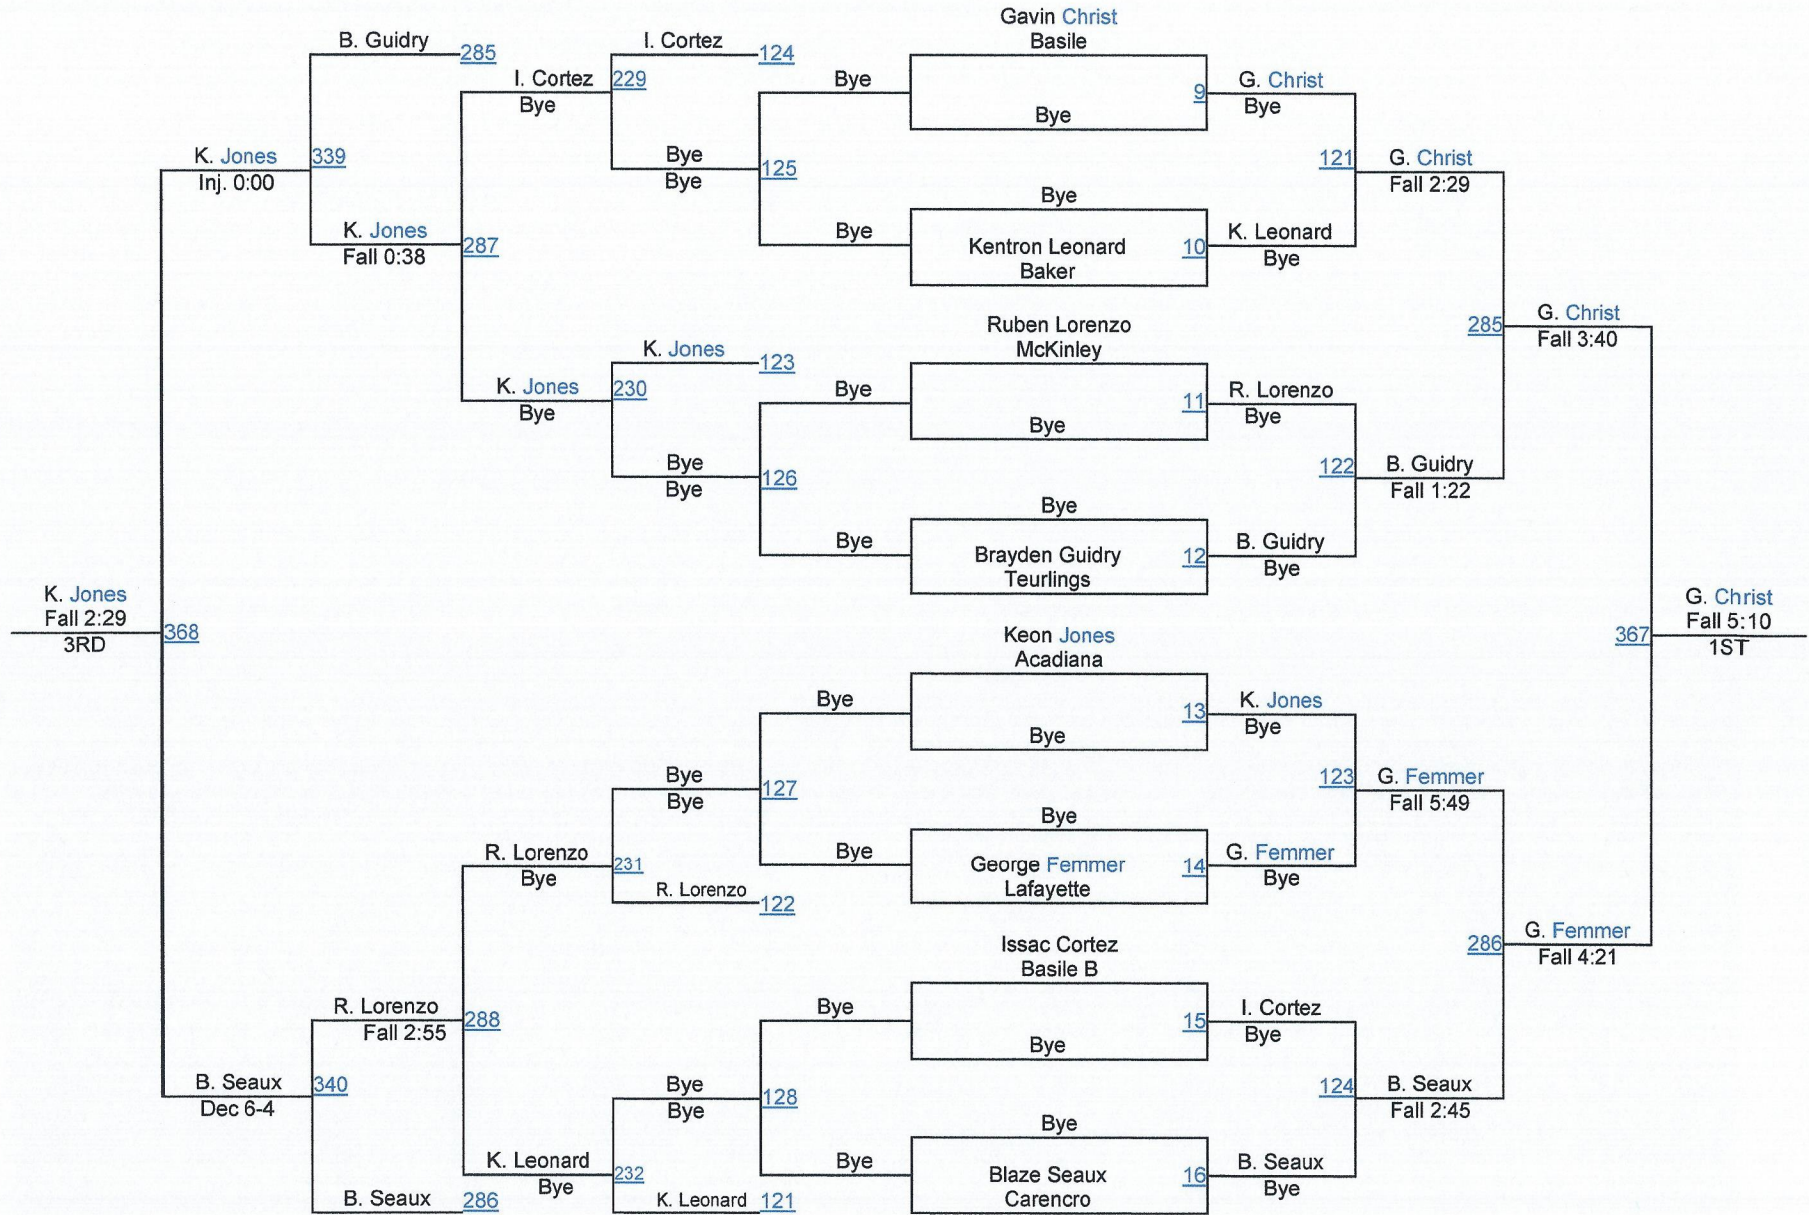 Gavin Christ
Basile
B. Guidry
285
I. Cortez
124
I. Cortez
229
Bye
Bye
9
G. Christ
Bye
Bye
K. Jones
339
Inj. 0:00
Bye
125
Bye
121
G. Christ
Fall 2:29
Bye
K. Jones
287
Fall 0:38
Bye
Kentron Leonard
Baker
10
K. Leonard
Bye
Ruben Lorenzo
McKinley
285
G. Christ
Fall 3:40
K. Jones
123
K. Jones
230
Bye
Bye
11
R. Lorenzo
Bye
Bye
Bye
126
Bye
122
B. Guidry
Fall 1:22
Bye
Bye
Brayden Guidry
Teurlings
12
B. Guidry
Bye
K. Jones
Fall 2:29
368
3RD
Keon Jones
Acadiana
367
G. Christ
Fall 5:10
1ST
Bye
13
K. Jones
Bye
Bye
Bye
127
Bye
123
G. Femmer
Fall 5:49
Bye
R. Lorenzo
231
Bye
Bye
George Femmer
Lafayette
14
G. Femmer
Bye
R. Lorenzo
122
Issac Cortez
Basile B
286
G. Femmer
Fall 4:21
R. Lorenzo
288
Fall 2:55
Bye
15
I. Cortez
Bye
Bye
B. Seaux
340
Dec 6-4
Bye
128
Bye
124
B. Seaux
Fall 2:45
Bye
K. Leonard
232
Bye
Bye
Blaze Seaux
Carencro
16
B. Seaux
Bye
B. Seaux
286
K. Leonard
121